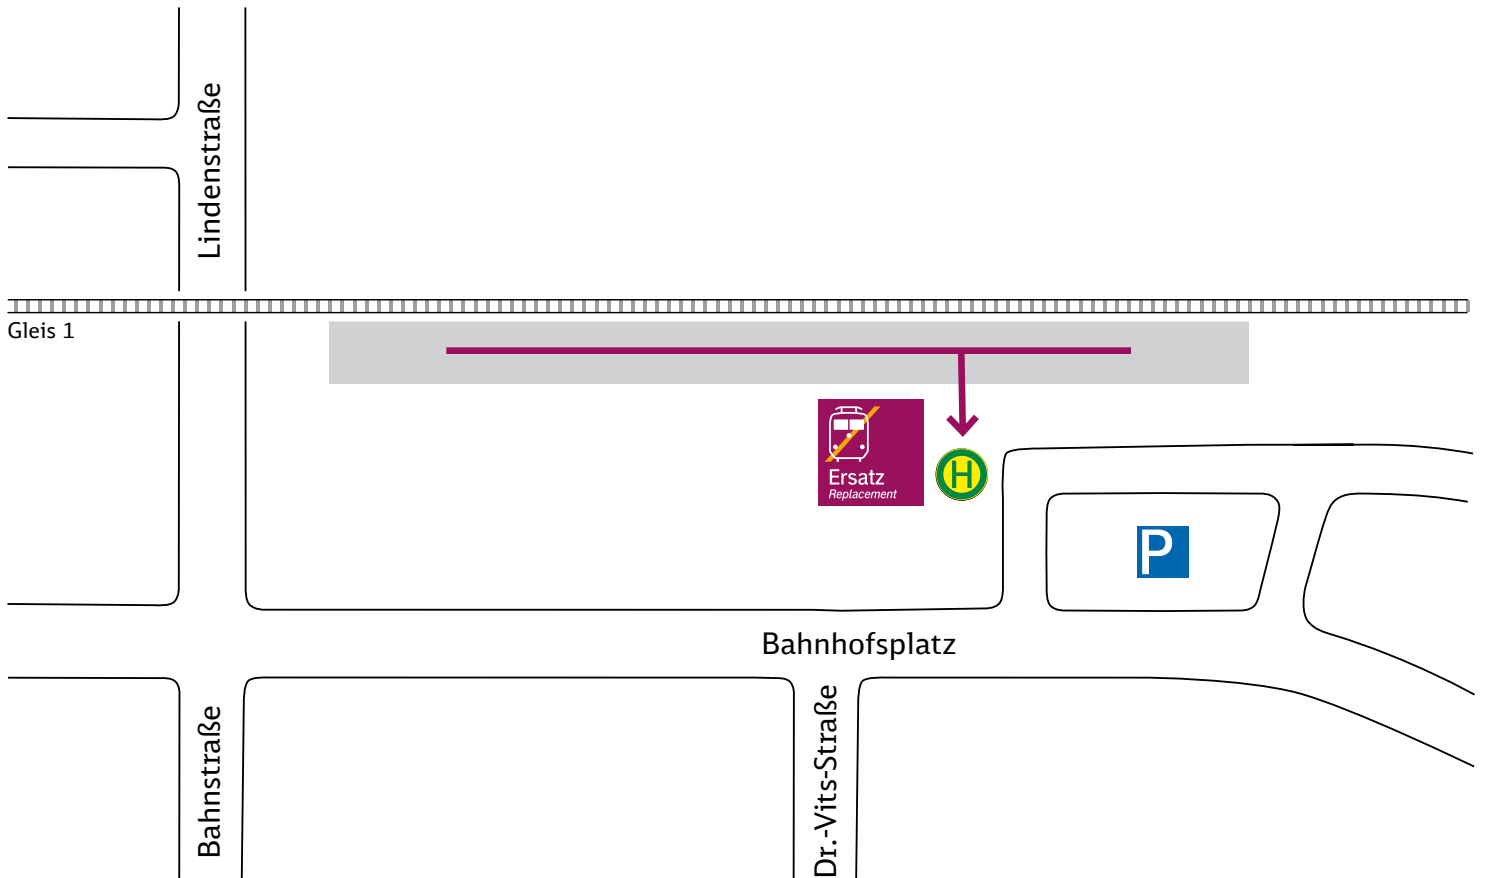 Lindenstraße
Gleis 1
Ersatz
Replacement
H
P
Bahnhofsplatz
Bahnstraße
Dr.-Vits-Straße